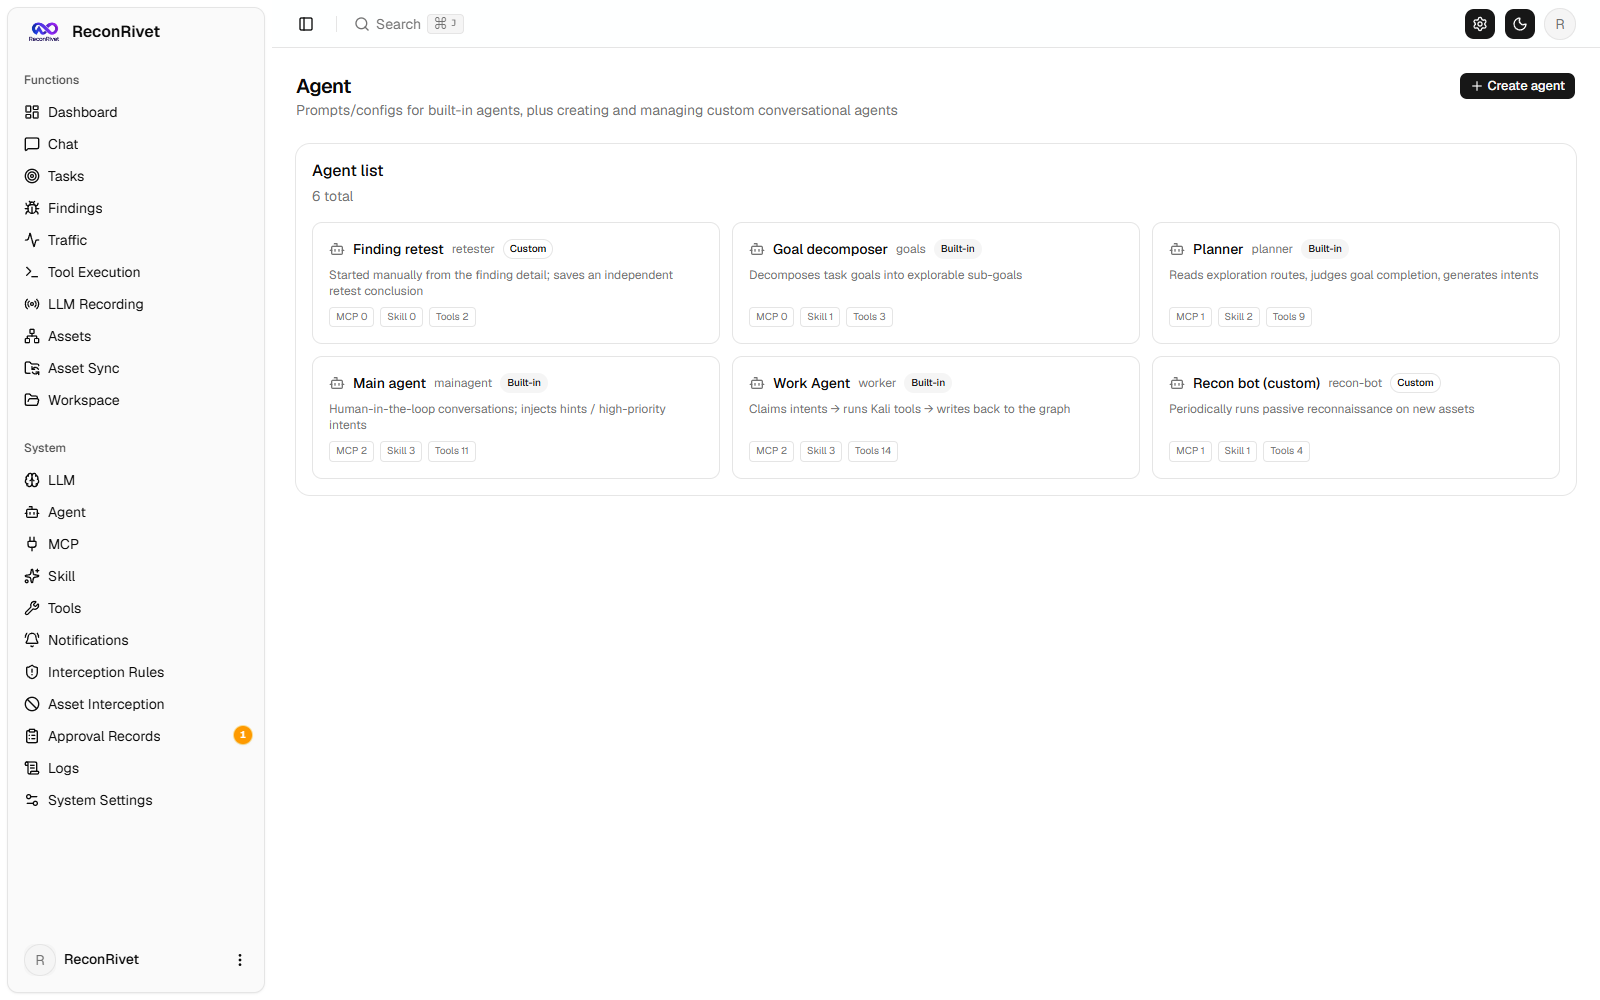 ReconRivet
ReconRivet
Functions
Dashboard
Chat
Tasks
Findings
Traffic
Tool Execution
LLM Recording
Assets
Asset Sync
Workspace
System
LLM
Agent
MCP
Skill
Tools
Notifications
Interception Rules
Asset Interception
Approval Records 1
Logs
System Settings
R ReconRivet
Search ⌘ J
R
Agent
Prompts/configs for built-in agents, plus creating and managing custom conversational agents
+ Create agent
Agent list
6 total
Finding retest retester Custom
Started manually from the finding detail; saves an independent
retest conclusion
MCP 0 Skill 0 Tools 2
Goal decomposer goals Built-in
Decomposes task goals into explorable sub-goals
MCP 0 Skill 1 Tools 3
Planner planner Built-in
Reads exploration routes, judges goal completion, generates intents
MCP 1 Skill 2 Tools 9
Main agent mainagent Built-in
Human-in-the-loop conversations; injects hints / high-priority
intents
MCP 2 Skill 3 Tools 11
Work Agent worker Built-in
Claims intents → runs Kali tools → writes back to the graph
MCP 2 Skill 3 Tools 14
Recon bot (custom) recon-bot Custom
Periodically runs passive reconnaissance on new assets
MCP 1 Skill 1 Tools 4